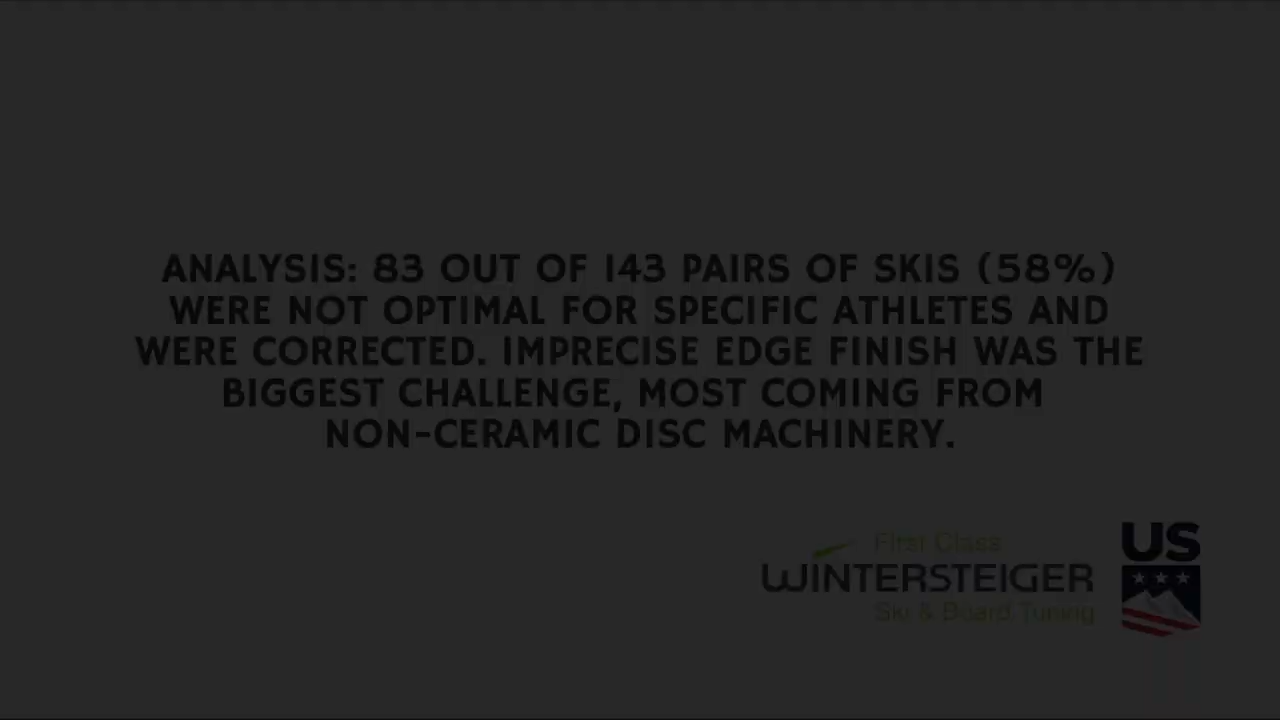 ANALYSIS: 83 OUT OF 143 PAIRS OF SKIS (58%)
WERE NOT OPTIMAL FOR SPECIFIC ATHLETES AND
WERE CORRECTED. IMPRECISE EDGE FINISH WAS THE
BIGGEST CHALLENGE, MOST COMING FROM
NON-CERAMIC DISC MACHINERY.
First Class
WINTERSTEIGER
Ski & Board Tuning
US